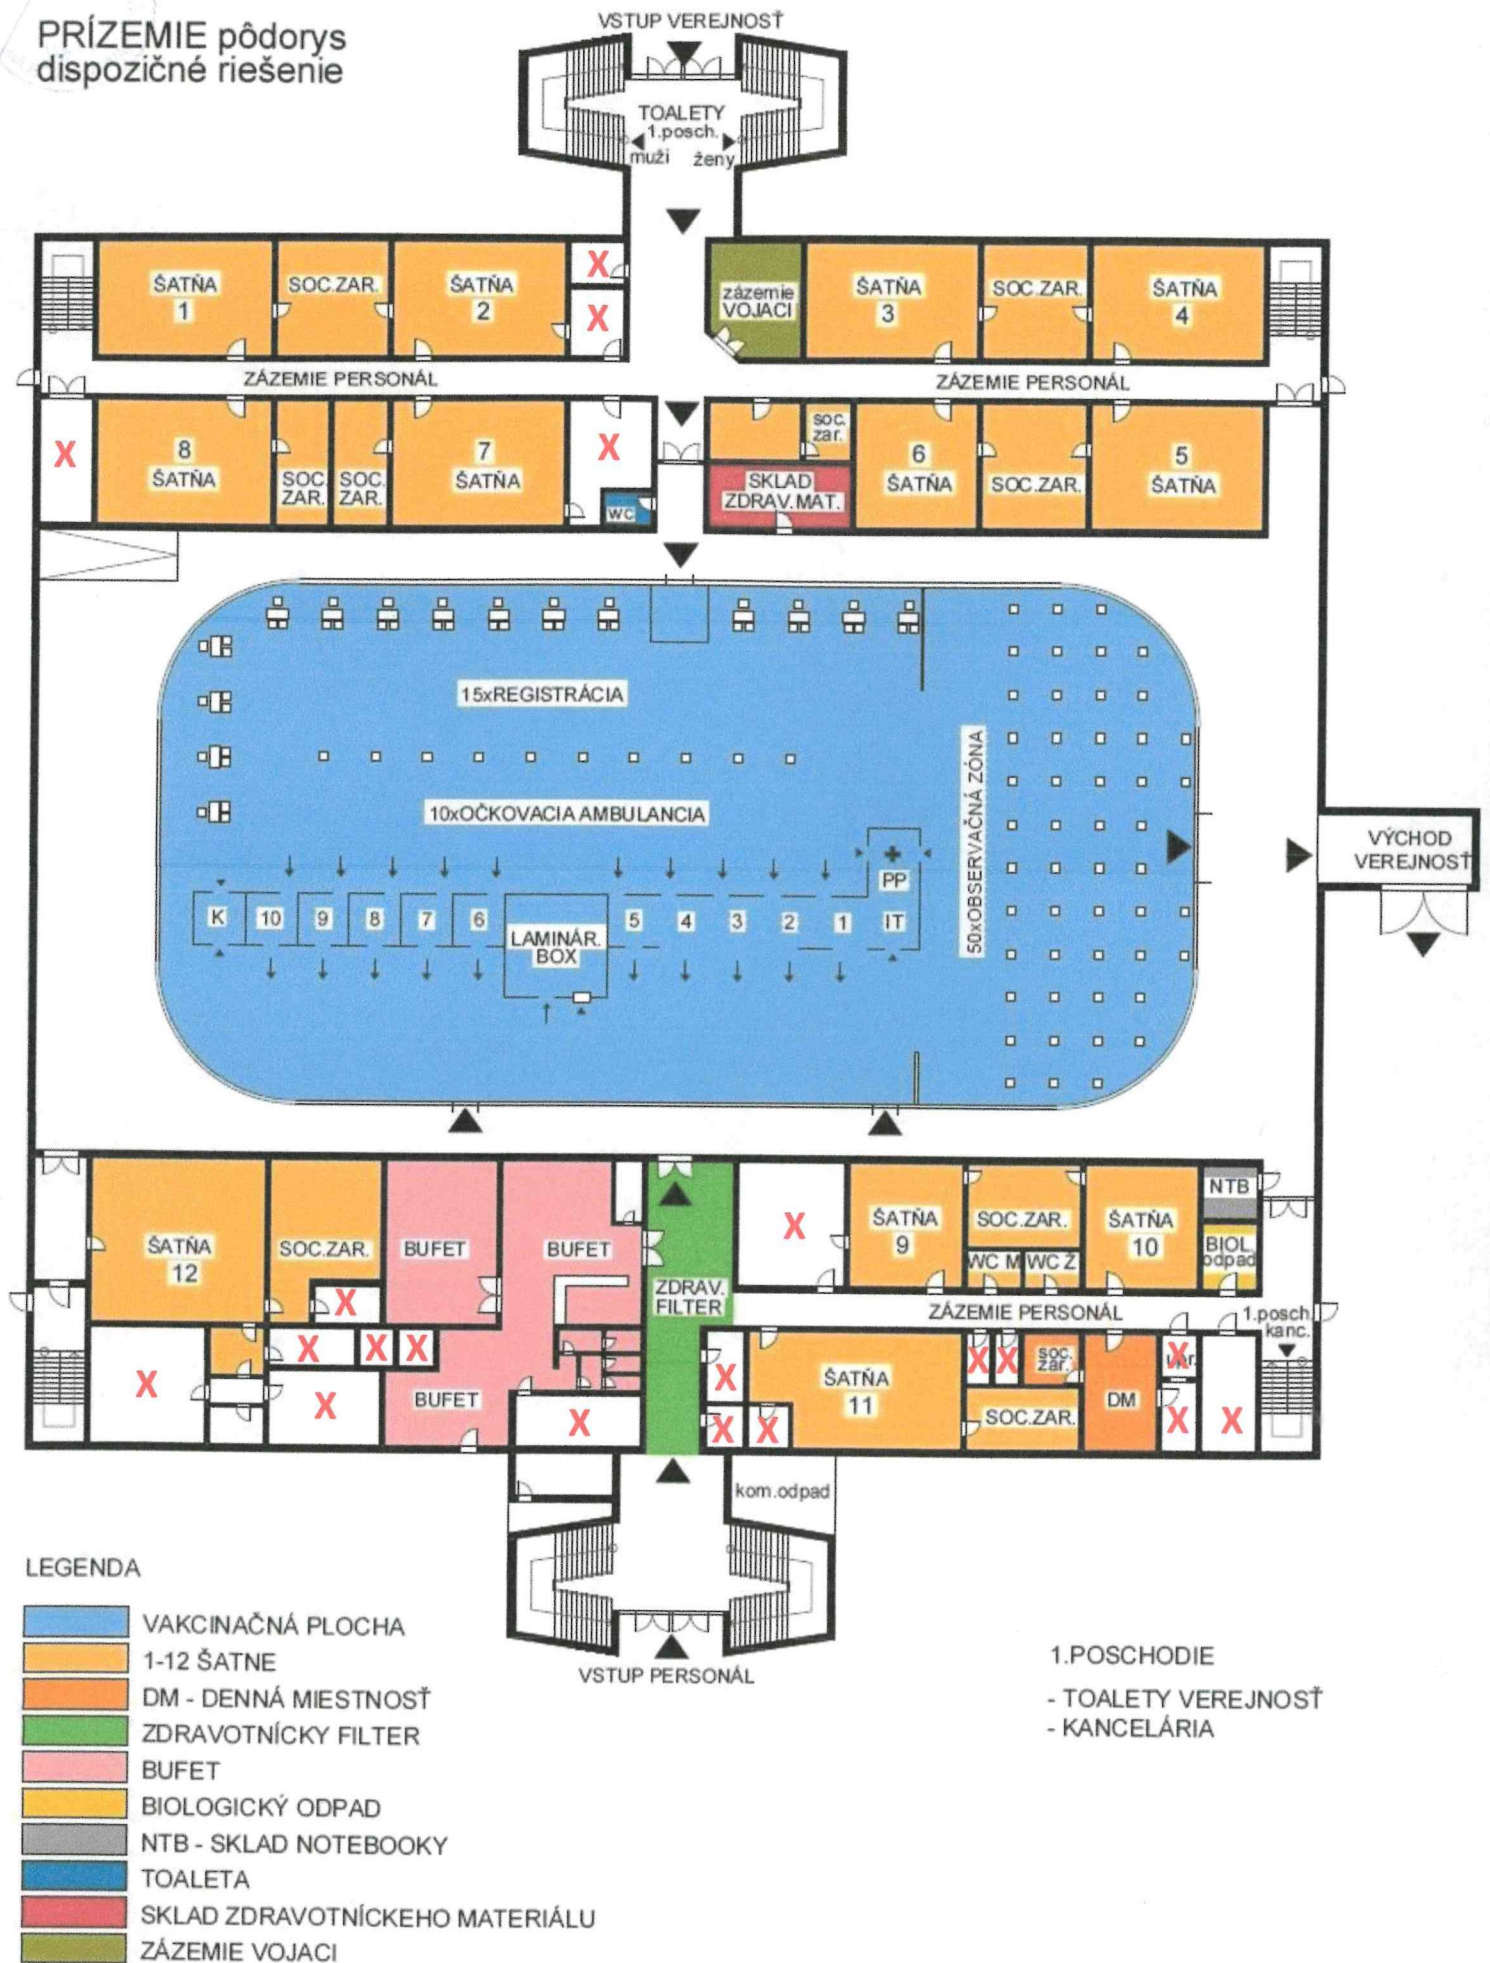 PRÍZEMIE pôdorys
dispozičné riešenie
VSTUP VEREJNOSŤ
TOALETY
1.posch.
muži ženy
ŠATŇA
1
SOC.ZAR.
ŠATŇA
2
X
X
zázemie
VOJACI
ŠATŇA
3
SOC.ZAR.
ŠATŇA
4
ZÁZEMIE PERSONÁL
ZÁZEMIE PERSONÁL
X
8
ŠATŇA
SOC.
ZAR.
SOC.
ZAR.
7
ŠATŇA
X
WC
soc.
zar.
SKLAD
ZDRAV.MAT.
6
ŠATŇA
SOC.ZAR.
5
ŠATŇA
15xREGISTRÁCIA
10xOČKOVACIA AMBULANCIA
50xOBSERVAČNÁ ZÓNA
VÝCHOD
VEREJNOSŤ
PP
K
10
9
8
7
6
LAMINÁR.
BOX
5
4
3
2
1
IT
ŠATŇA
12
SOC.ZAR.
BUFET
BUFET
ZDRAV.
FILTER
X
ŠATŇA
9
SOC.ZAR.
WC M
WC Ž
ŠATŇA
10
NTB
BIOL.
odpad
X
ZÁZEMIE PERSONÁL
1.posch.
kanc.
X
X
X
X
X
X
BUFET
X
X
X
X
ŠATŇA
11
X
X
soc.
zar.
SOC.ZAR.
DM
X
X
X
kom.odpad
VSTUP PERSONÁL
LEGENDA
VAKCINAČNÁ PLOCHA
1-12 ŠATNE
DM - DENNÁ MIESTNOSŤ
ZDRAVOTNÍCKY FILTER
BUFET
BIOLOGICKÝ ODPAD
NTB - SKLAD NOTEBOOKY
TOALETA
SKLAD ZDRAVOTNÍCKEHO MATERIÁLU
ZÁZEMIE VOJACI
1.POSCHODIE
- TOALETY VEREJNOSŤ
- KANCELÁRIA